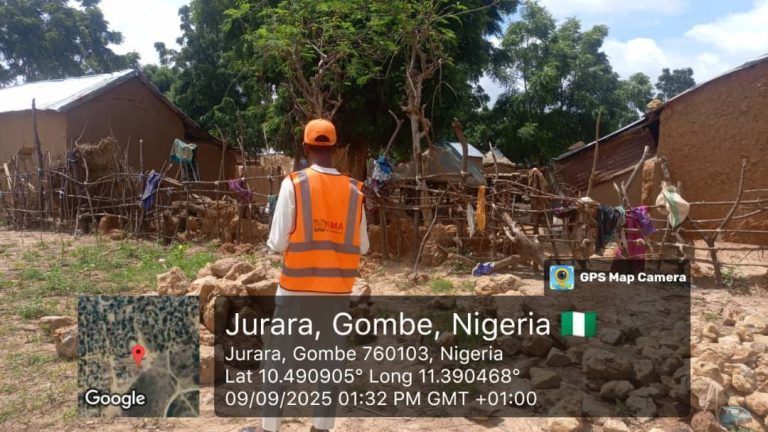 KMA
GPS Map Camera
Jurara, Gombe, Nigeria
Jurara, Gombe 760103, Nigeria
Lat 10.490905° Long 11.390468°
09/09/2025 01:32 PM GMT +01:00
Google